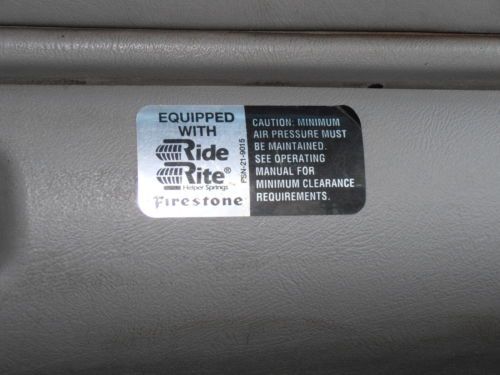 EQUIPPED
WITH
Ride
Rite®
Helper Springs
Firestone
PSN-21-9015
CAUTION: MINIMUM
AIR PRESSURE MUST
BE MAINTAINED.
SEE OPERATING
MANUAL FOR
MINIMUM CLEARANCE
REQUIREMENTS.